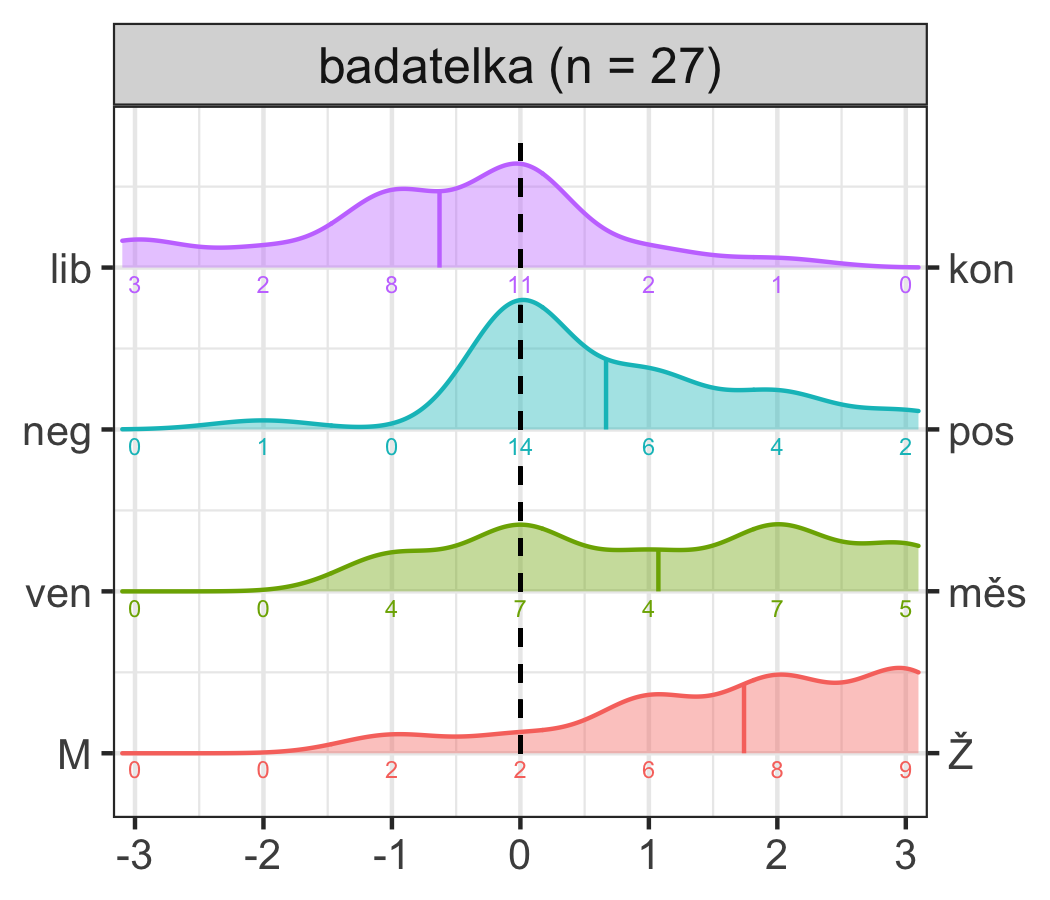 badatelka (n = 27)
lib kon
3 2 8 11 2 1 0
neg pos
0 1 0 14 6 4 2
ven měs
0 0 4 7 4 7 5
M Ž
0 0 2 2 6 8 9
-3 -2 -1 0 1 2 3